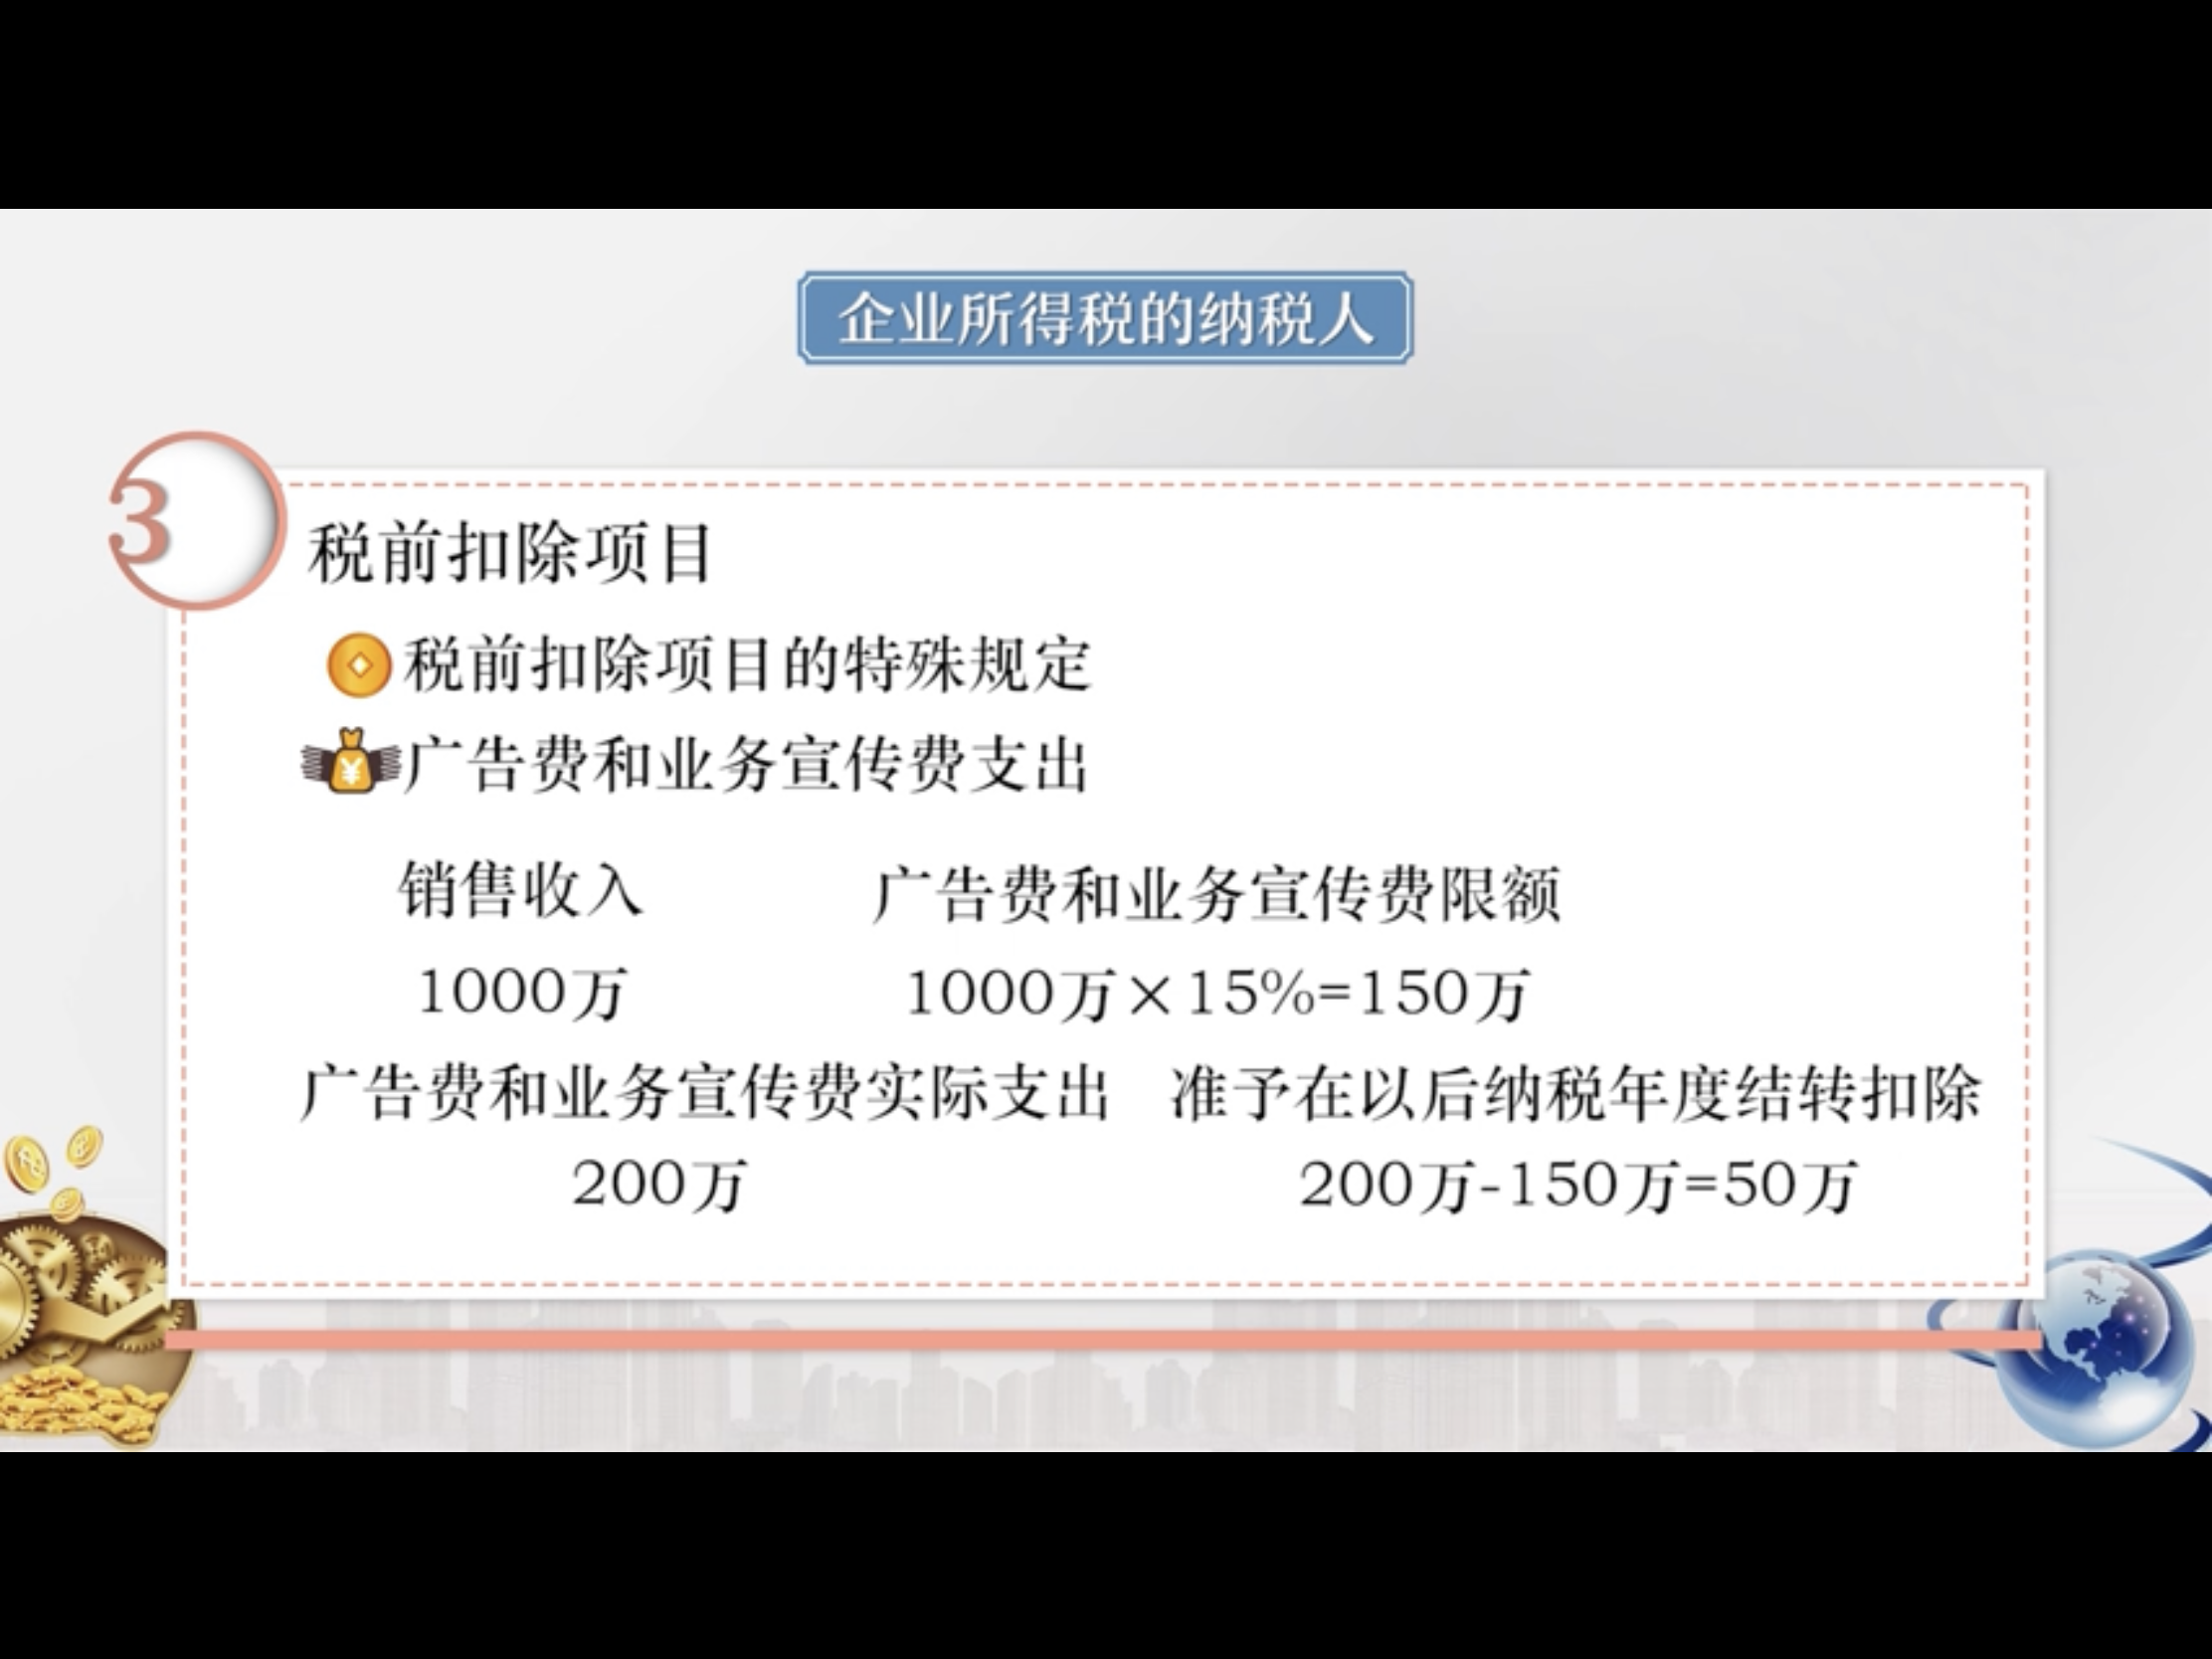 企业所得税的纳税人
3
税前扣除项目
税前扣除项目的特殊规定
¥
广告费和业务宣传费支出
销售收入 广告费和业务宣传费限额
1000万 1000万×15%=150万
广告费和业务宣传费实际支出 准予在以后纳税年度结转扣除
200万 200万-150万=50万